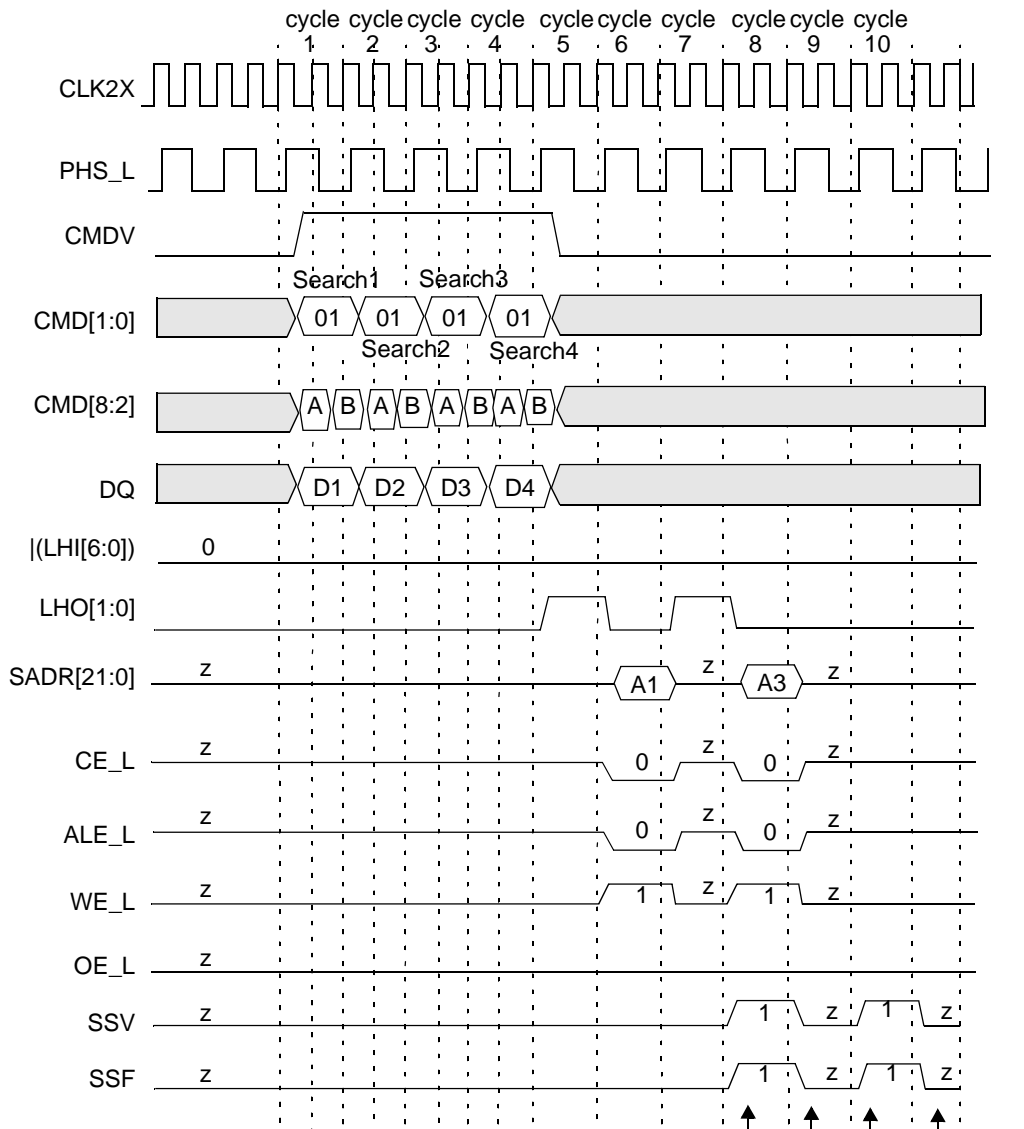 cycle cycle cycle cycle cycle cycle cycle cycle cycle cycle
1 2 3 4 5 6 7 8 9 10
CLK2X
PHS_L
CMDV
Search1 Search3
CMD[1:0] 01 01 01 01
Search2 Search4
CMD[8:2] A B A B A B A B
DQ D1 D2 D3 D4
|(LHI[6:0]) 0
LHO[1:0]
SADR[21:0] z A1 z A3 z
CE_L z 0 z 0 z
ALE_L z 0 z 0 z
WE_L z 1 z 1 z
OE_L z
SSV z 1 z 1 z
SSF z 1 z 1 z